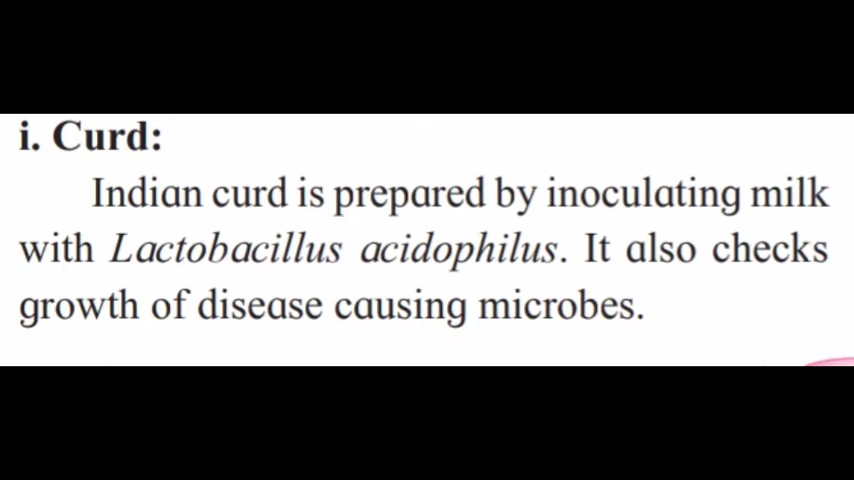 i. Curd:
Indian curd is prepared by inoculating milk
with Lactobacillus acidophilus. It also checks
growth of disease causing microbes.